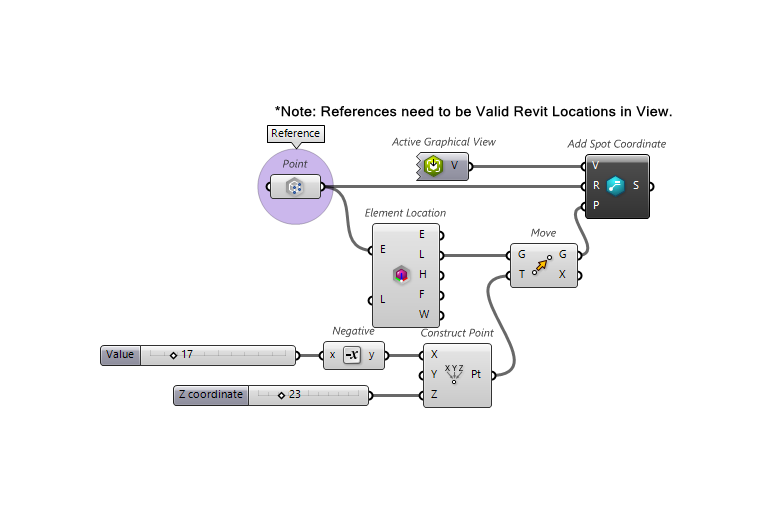 *Note: References need to be Valid Revit Locations in View.
Reference
Active Graphical View
Add Spot Coordinate
Point
V
V
R
S
P
Element Location
E
E
L
H
F
W
L
Move
G
G
T
X
Negative
Construct Point
Value
17
x
-x
y
X
Y
XYZ
Pt
Z
Z coordinate
23